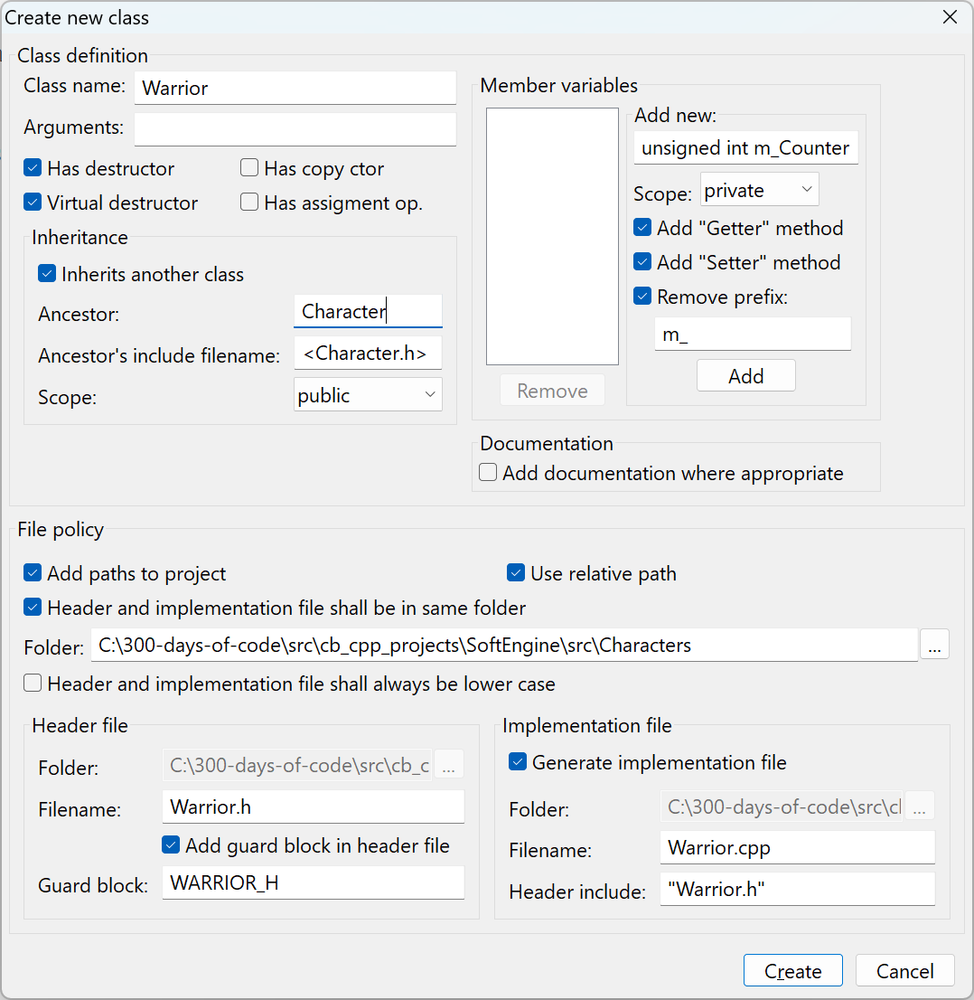 Create new class
Class definition
Class name: Warrior
Arguments:
Has destructor
Has copy ctor
Virtual destructor
Has assigment op.
Inheritance
Inherits another class
Ancestor: Character
Ancestor's include filename: <Character.h>
Scope: public
Member variables
Remove
Add new:
unsigned int m_Counter
Scope: private
Add "Getter" method
Add "Setter" method
Remove prefix:
m_
Add
Documentation
Add documentation where appropriate
File policy
Add paths to project
Use relative path
Header and implementation file shall be in same folder
Folder: C:\300-days-of-code\src\cb_cpp_projects\SoftEngine\src\Characters ...
Header and implementation file shall always be lower case
Header file
Folder: C:\300-days-of-code\src\cb_c ...
Filename: Warrior.h
Add guard block in header file
Guard block: WARRIOR_H
Implementation file
Generate implementation file
Folder: C:\300-days-of-code\src\cl ...
Filename: Warrior.cpp
Header include: "Warrior.h"
Create
Cancel